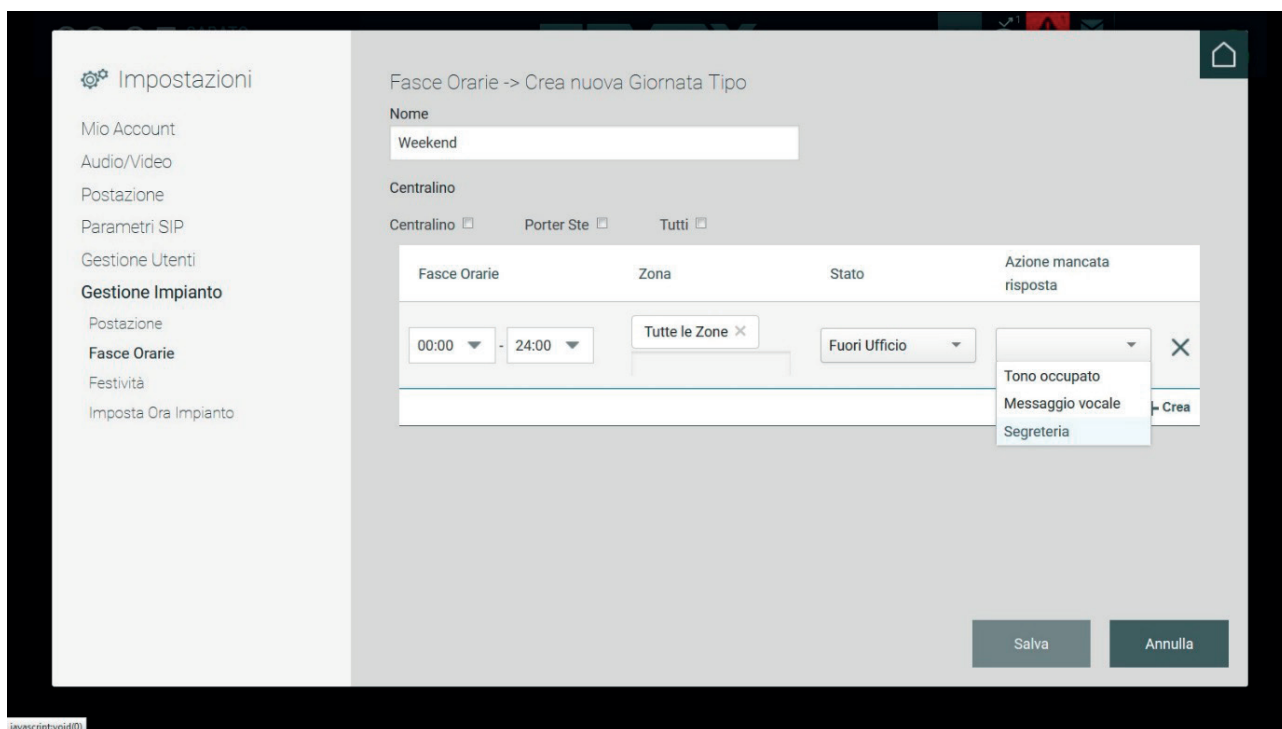 Impostazioni
Mio Account
Audio/Video
Postazione
Parametri SIP
Gestione Utenti
Gestione Impianto
Postazione
Fasce Orarie
Festività
Imposta Ora Impianto
Fasce Orarie -> Crea nuova Giornata Tipo
Nome
Weekend
Centralino
Centralino Porter Ste Tutti
Fasce Orarie Zona Stato Azione mancata
risposta
00:00 - 24:00 Tutte le Zone Fuori Ufficio
Tono occupato
Messaggio vocale
Crea
Segreteria
Salva Annulla
javascript:void(0)